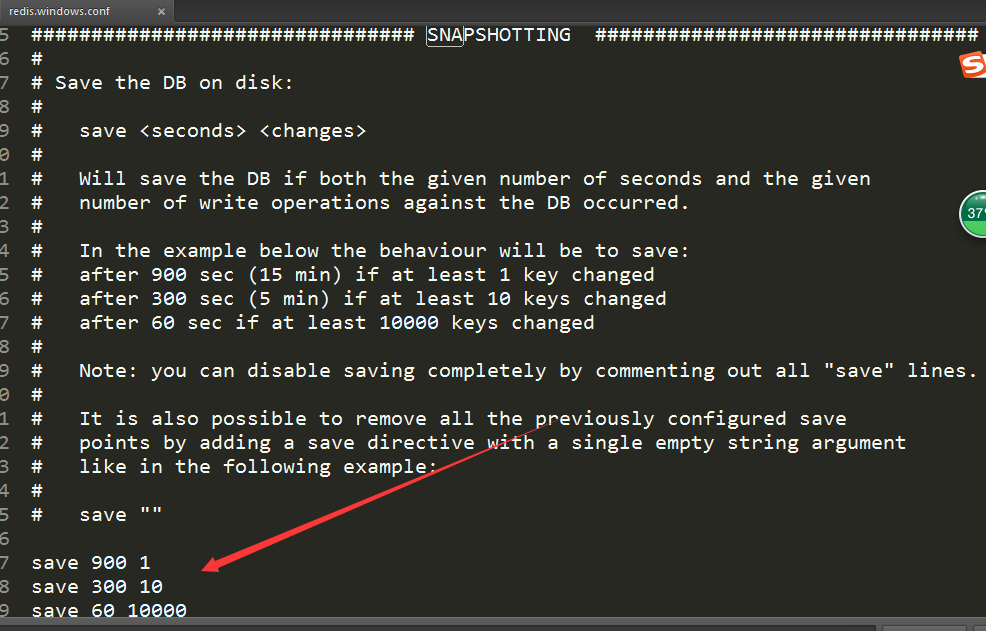 redis.windows.conf ×
5 ################################ SNAPSHOTTING ################################
6 #
7 # Save the DB on disk:
8 #
9 #   save <seconds> <changes>
0 #
1 #   Will save the DB if both the given number of seconds and the given
2 #   number of write operations against the DB occurred.
3 #
4 #   In the example below the behaviour will be to save:
5 #   after 900 sec (15 min) if at least 1 key changed
6 #   after 300 sec (5 min) if at least 10 keys changed
7 #   after 60 sec if at least 10000 keys changed
8 #
9 #   Note: you can disable saving completely by commenting out all "save" lines.
0 #
1 #   It is also possible to remove all the previously configured save
2 #   points by adding a save directive with a single empty string argument
3 #   like in the following example:
4 #
5 #   save ""
6
7 save 900 1
8 save 300 10
9 save 60 10000
S
37